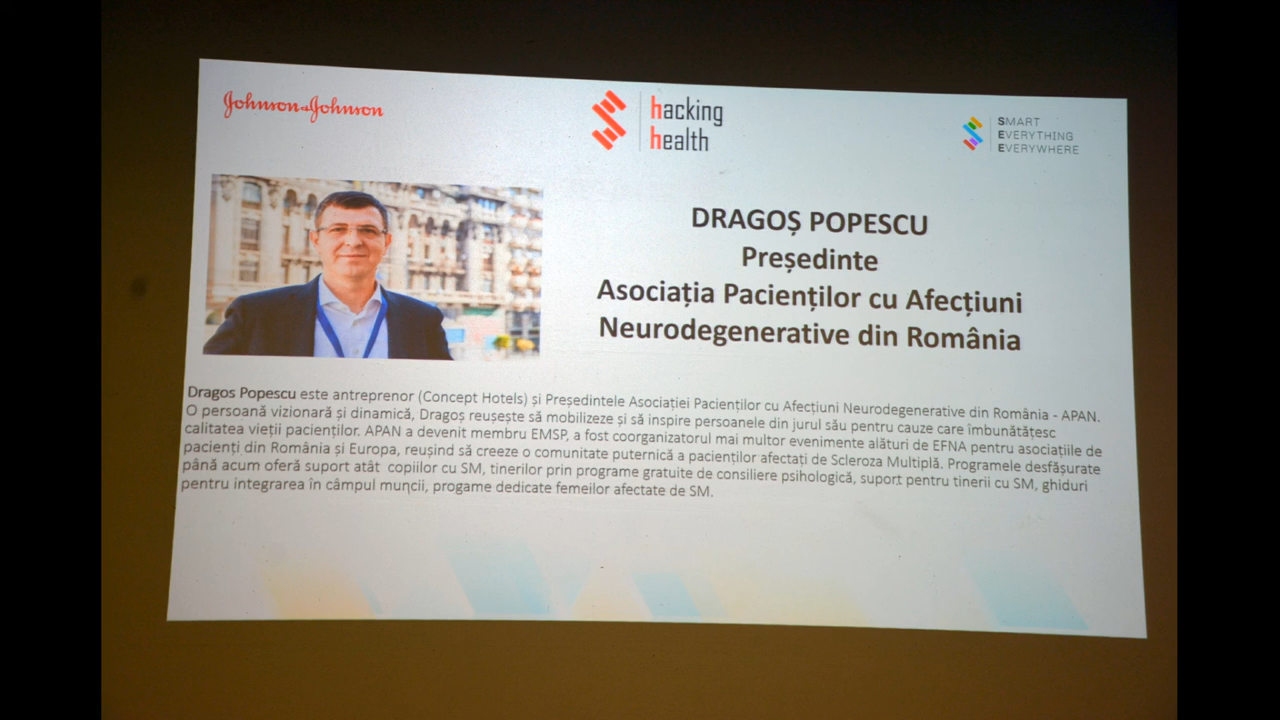 Johnson&Johnson
hacking
health
SMART
EVERYTHING
EVERYWHERE
DRAGOȘ POPESCU
Președinte
Asociația Pacienților cu Afecțiuni
Neurodegenerative din România
Dragos Popescu este antreprenor (Concept Hotels) și Președintele Asociației Pacienților cu Afecțiuni Neurodegenerative din România - APAN.
O persoană vizionară și dinamică, Dragoș reușește să mobilizeze și să inspire persoanele din jurul său pentru cauze care îmbunătățesc
calitatea vieții pacienților. APAN a devenit membru EMSP, a fost coorganizatorul mai multor evenimente alături de EFNA pentru asociațiile de
pacienți din România și Europa, reușind să creeze o comunitate puternică a pacienților afectați de Scleroza Multiplă. Programele desfășurate
până acum oferă suport atât copiilor cu SM, tinerilor prin programe gratuite de consiliere psihologică, suport pentru tinerii cu SM, ghiduri
pentru integrarea în câmpul muncii, progame dedicate femeilor afectate de SM.